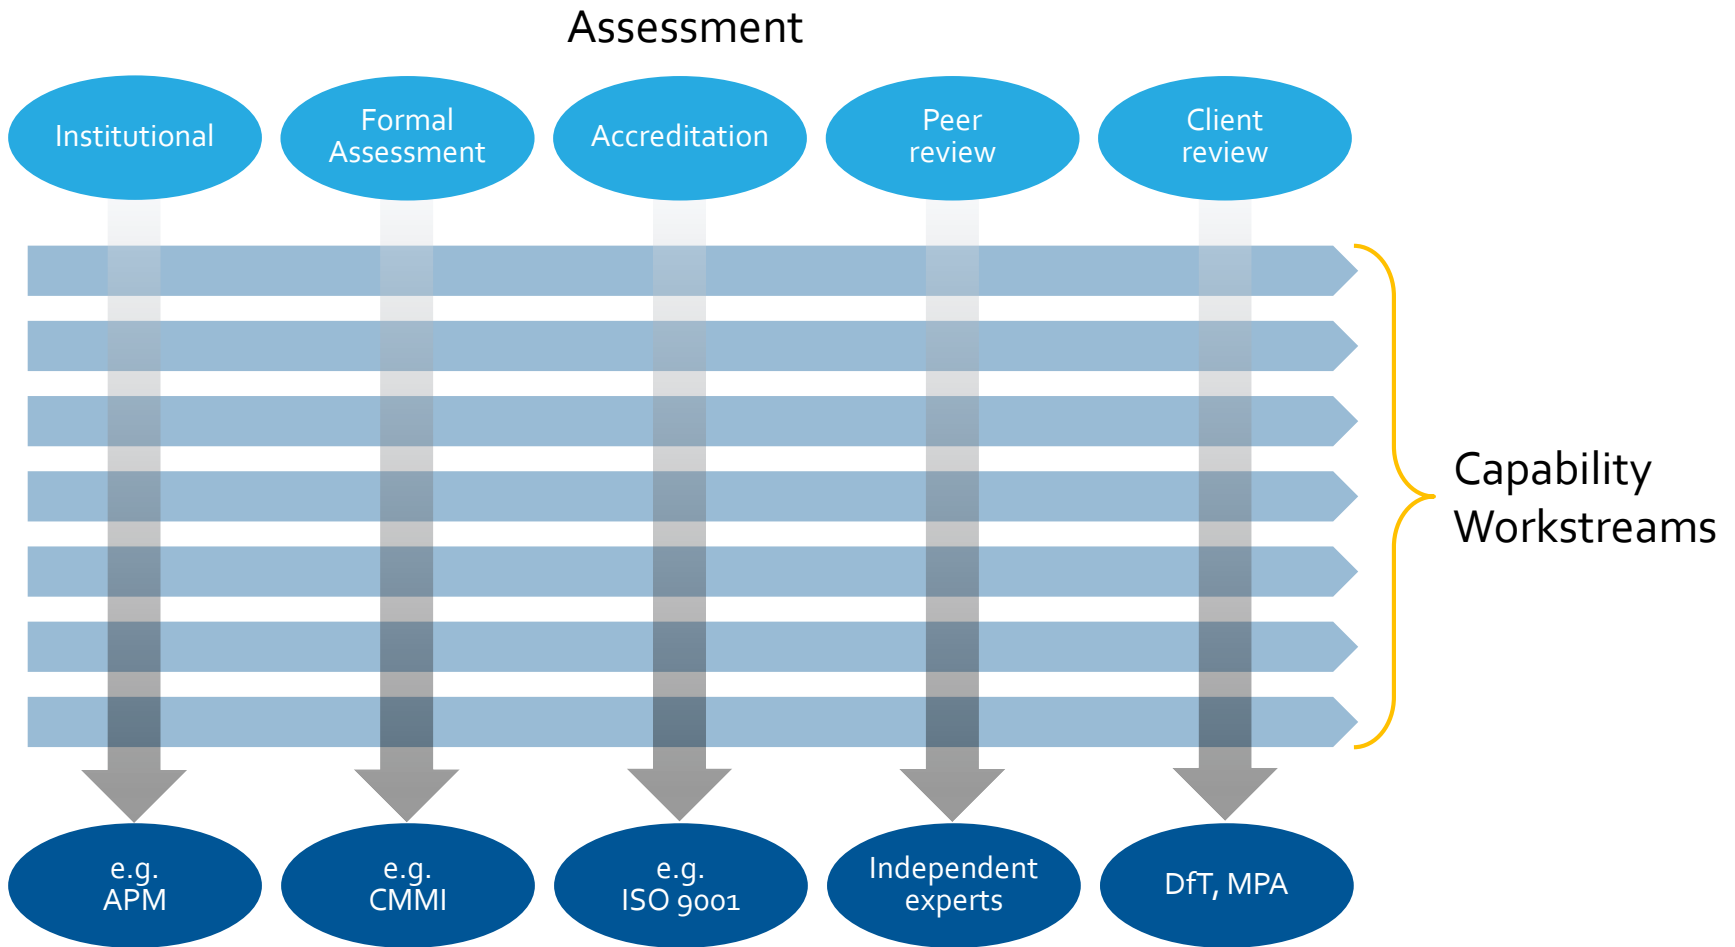 Assessment
Institutional
Formal
Assessment
Accreditation
Peer
review
Client
review
Capability
Workstreams
e.g.
APM
e.g.
CMMI
e.g.
ISO 9001
Independent
experts
DfT, MPA